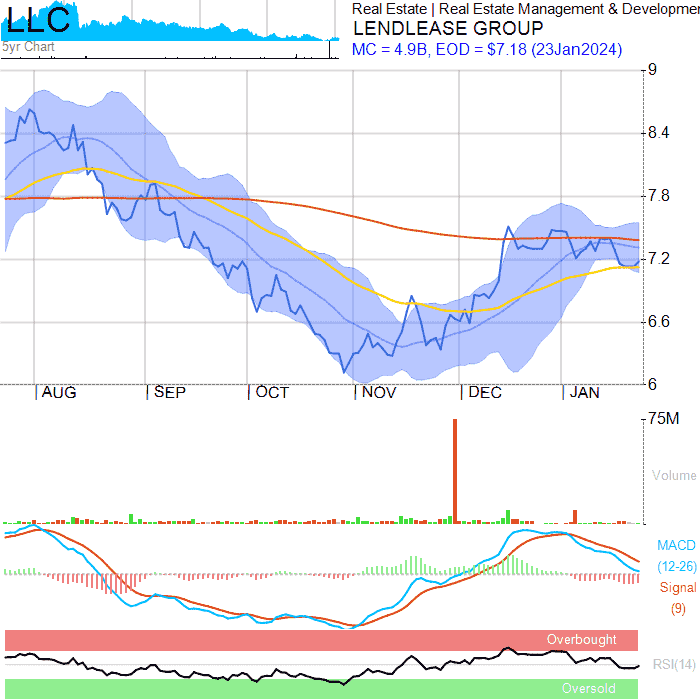 LLC
5yr Chart
Real Estate | Real Estate Management & Developmen
LENDLEASE GROUP
MC = 4.9B, EOD = $7.18 (23Jan2024)
9
8.4
7.8
7.2
6.6
6
AUG SEP OCT NOV DEC JAN
75M
Volume
MACD
(12-26)
Signal
(9)
Overbought
RSI(14)
Oversold